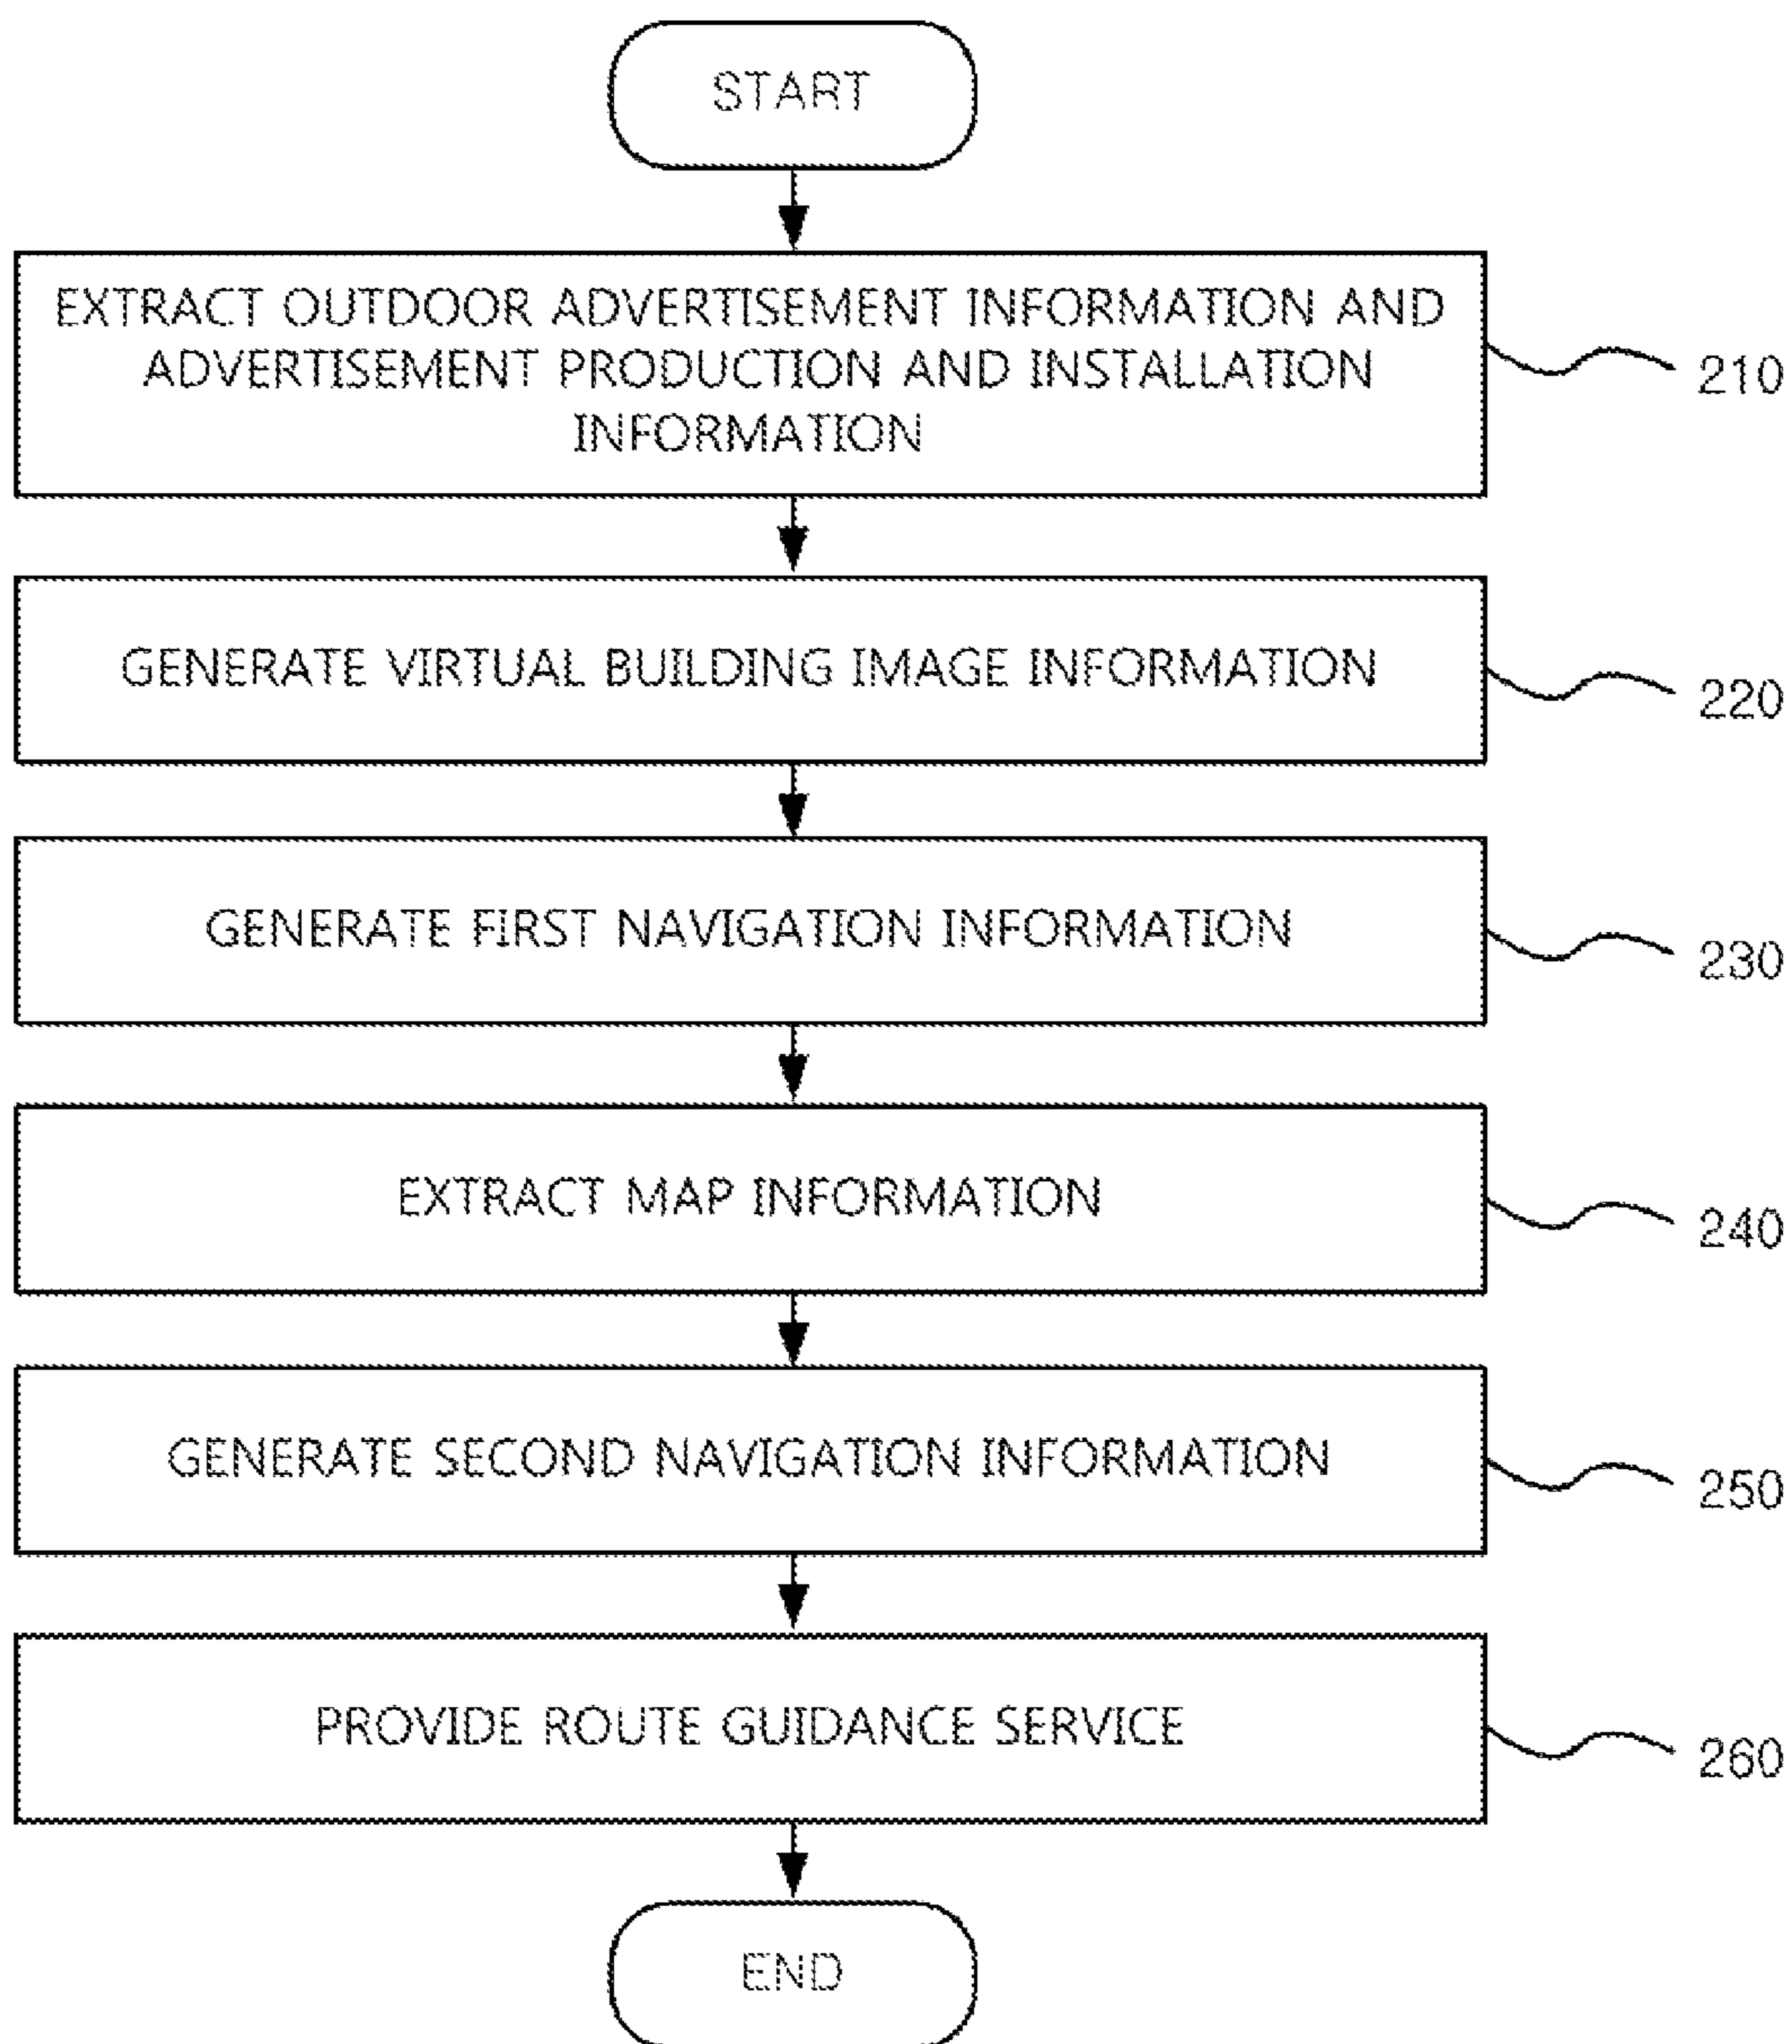 START
EXTRACT OUTDOOR ADVERTISEMENT INFORMATION AND
ADVERTISEMENT PRODUCTION AND INSTALLATION
INFORMATION
210
GENERATE VIRTUAL BUILDING IMAGE INFORMATION
220
GENERATE FIRST NAVIGATION INFORMATION
230
EXTRACT MAP INFORMATION
240
GENERATE SECOND NAVIGATION INFORMATION
250
PROVIDE ROUTE GUIDANCE SERVICE
260
END